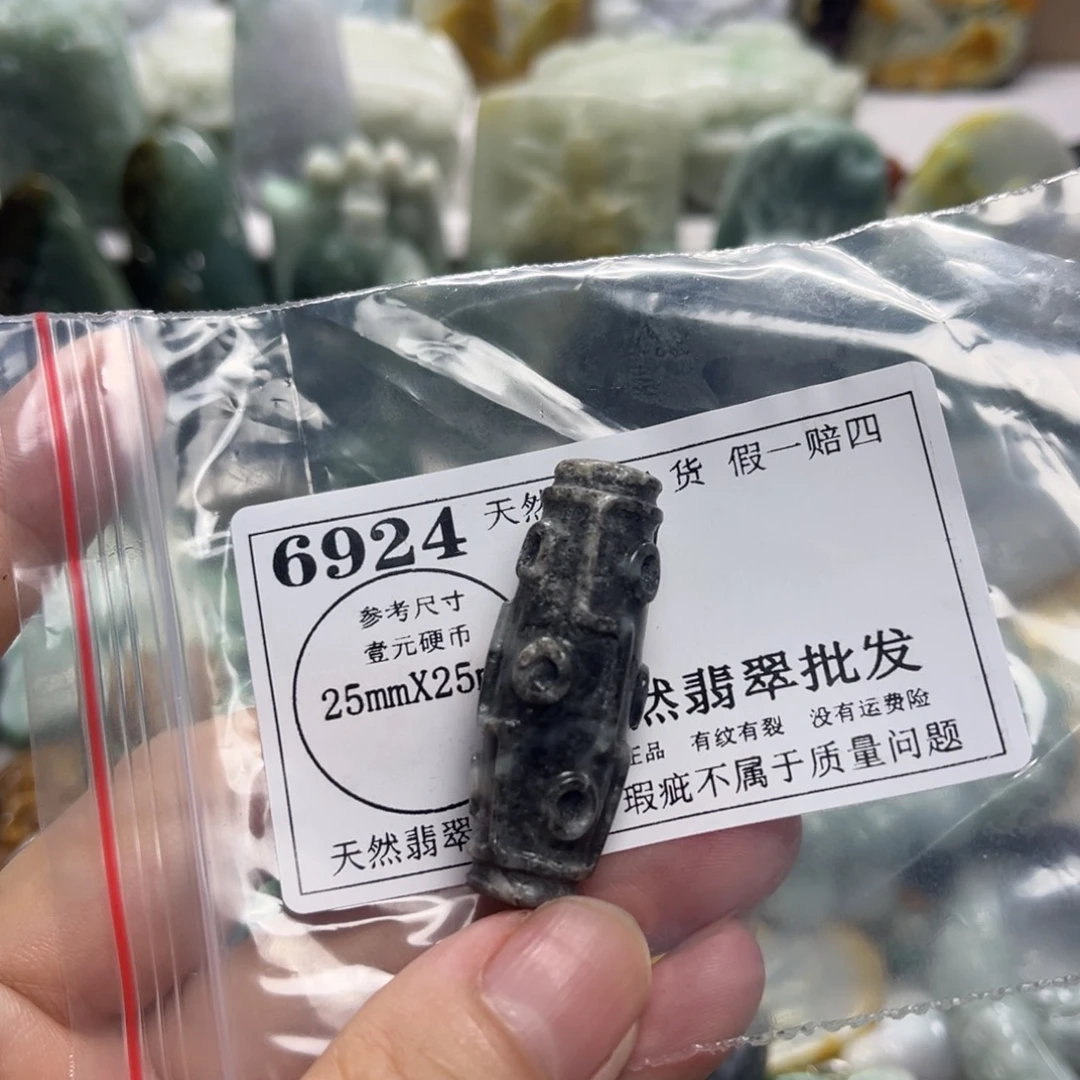 天然 货 假一赔四
6924
参考尺寸
壹元硬币
25mmX25
然翡翠批发
正品 有纹有裂 没有运费险
瑕疵不属于质量问题
天然翡翠